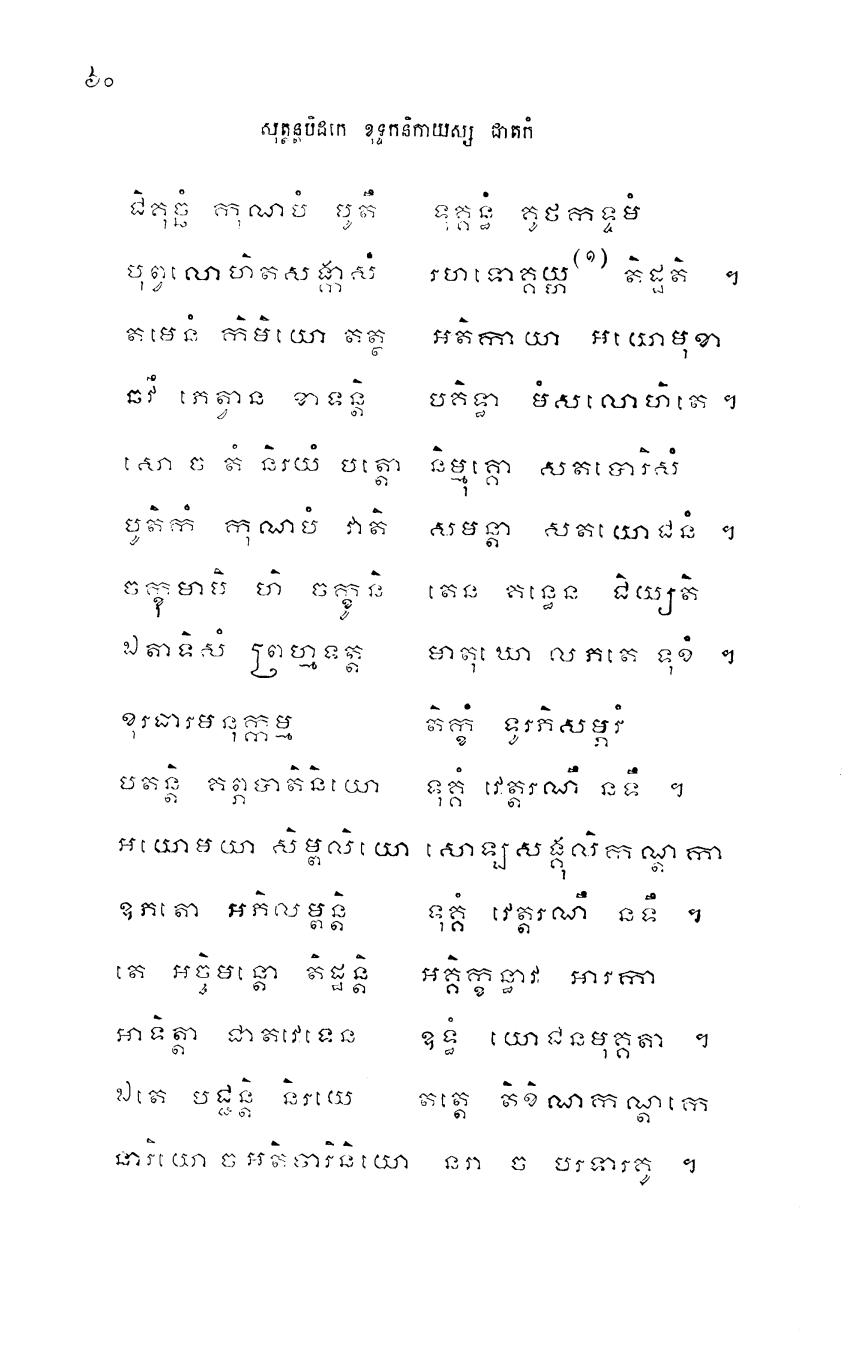 ៦០
សុត្តន្តបិដកេ ខុទ្ទកនិកាយស្ស ជាតកំ
ជិគុច្ឆំ កុណបំ បូតឹ ទុគ្គន្ធំ គូថកទ្ទមំ
បុព្វលោហិតសង្កាសំ រហទោគ្គយ្ហ(១) តិដ្ឋតិ ។
តមេនំ កិមិយោ តត្ថ អតិកាយា អយោមុខា
ឆវឹ ភេត្វាន ខាទន្តិ បគិទ្ធា មំសលោហិតេ ។
សោ ច តំ និរយំ បត្តោ និម្មុគ្គោ សតបោរិសំ
បូតិកំ កុណបំ វាតិ សមន្តា សតយោជនំ ។
ចក្ខុមាបិ ហិ ចក្ខូនិ តេន គន្ធេន ជិយ្យតិ
ឯតាទិសំ ព្រហ្មទត្ត មាតុឃោ លភតេ ទុខំ ។
ខុរធារមនុក្កម្ម តិក្ខំ ទូរភិសម្ភវំ
បតន្តិ គព្ភបាតិនិយោ ទុគ្គំ វេត្តរណឹ នទឹ ។
អយោមយា សិម្ពលិយោ សោឡសង្គុលិកណ្ដកា
ឧភតោ អភិលម្ពន្តិ ទុគ្គំ វេត្តរណឹ នទឹ ។
តេ អច្ចិមន្តោ តិដ្ឋន្តិ អគ្គិក្ខន្ធាវ អារកា
អាទិត្តា ជាតវេទេន ឧទ្ធំ យោជនមុគ្គតា ។
ឯតេ បជ្ជន្តិ និរយេ តត្តេ តិខិណកណ្ដកេ
នារិយោ ច អតិចារិនិយោ នរា ច បរទារគូ ។